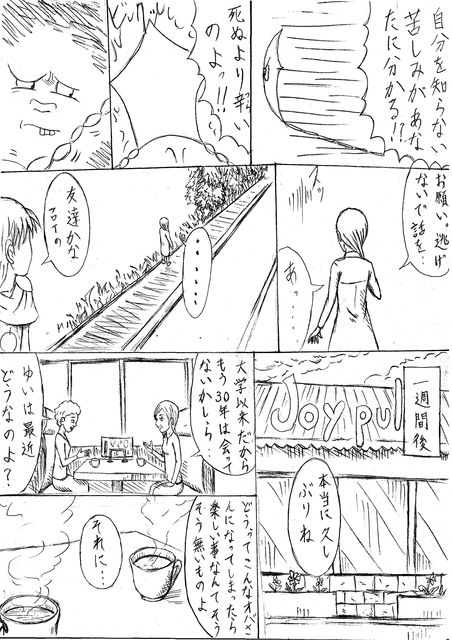 自分を知らない
苦しみがあな
たに分かる!?
死ぬより辛い
のよっ!!
ビクッ
お願い。逃げ
ないで話を…
あっ…
・・・・・・
友達かな
一週間後
Joypul
本当に久し
ぶりね
大学以来だから
もう30年は会って
ないかしら…
ゆいは最近
どうなのよ？
どうってこんなオバさ
んになってしまったら
楽しい事なんてそう
そう無いものよ
それに…